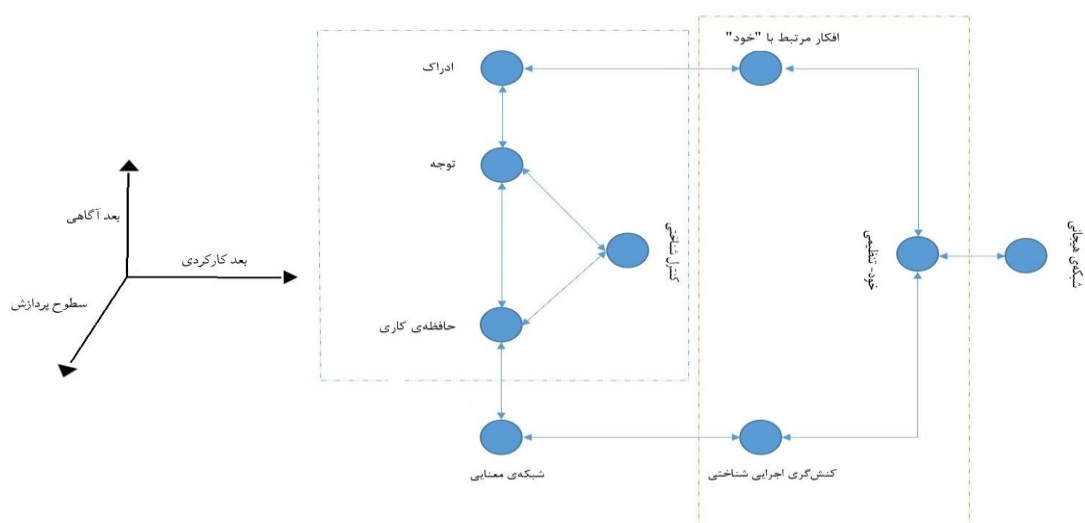 افکار مرتبط با "خود"
ادراک
توجه
کنترل شناختی
حافظه‌ی کاری
خود- تنظیمی
شبکه‌ی هیجانی
بعد آگاهی
بعد کارکردی
سطوح پردازش
شبکه‌ی معنایی
کنش‌گری اجرایی شناختی